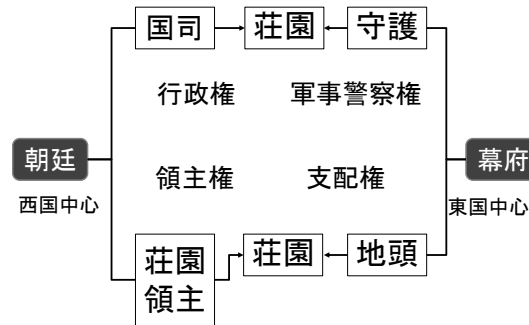 国司
荘園
守護
行政権
軍事警察権
朝廷
幕府
西国中心
東国中心
領主権
支配権
荘園
領主
荘園
地頭